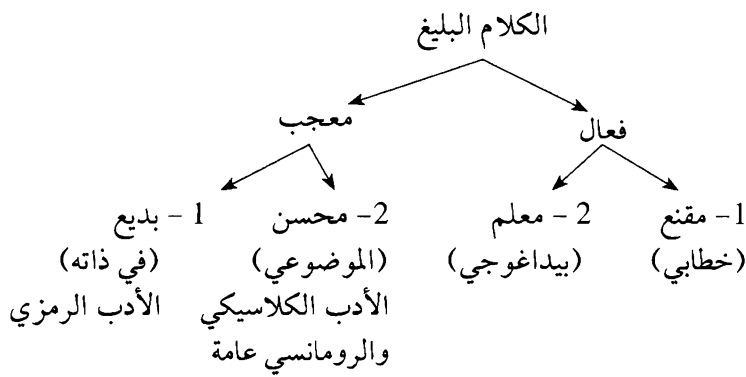 الكلام البليغ
فعال
معجب
1- مقنع
(خطابي)
2 - معلم
(بيداغوجي)
2- محسن
(الموضوعي)
الأدب الكلاسيكي
والرومانسي عامة
1 - بديع
(في ذاته)
الأدب الرمزي